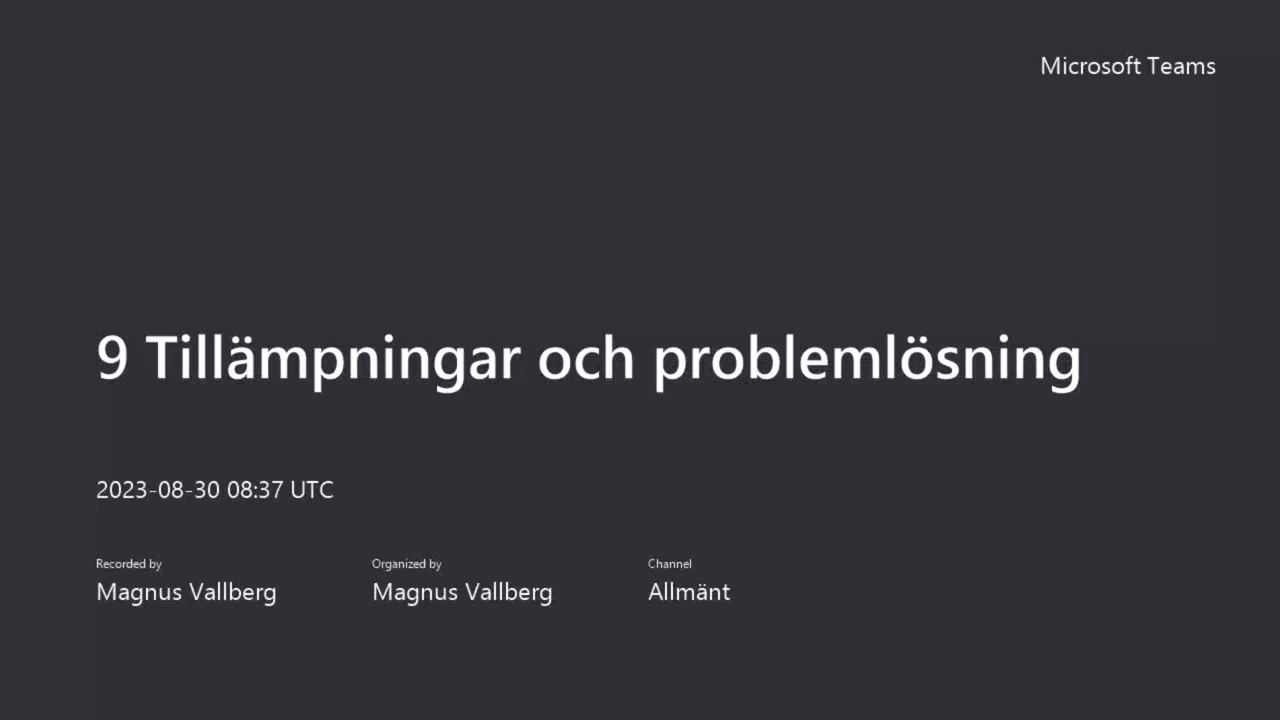 Microsoft Teams
9 Tillämpningar och problemlösning
2023-08-30 08:37 UTC
Recorded by
Magnus Vallberg
Organized by
Magnus Vallberg
Channel
Allmänt